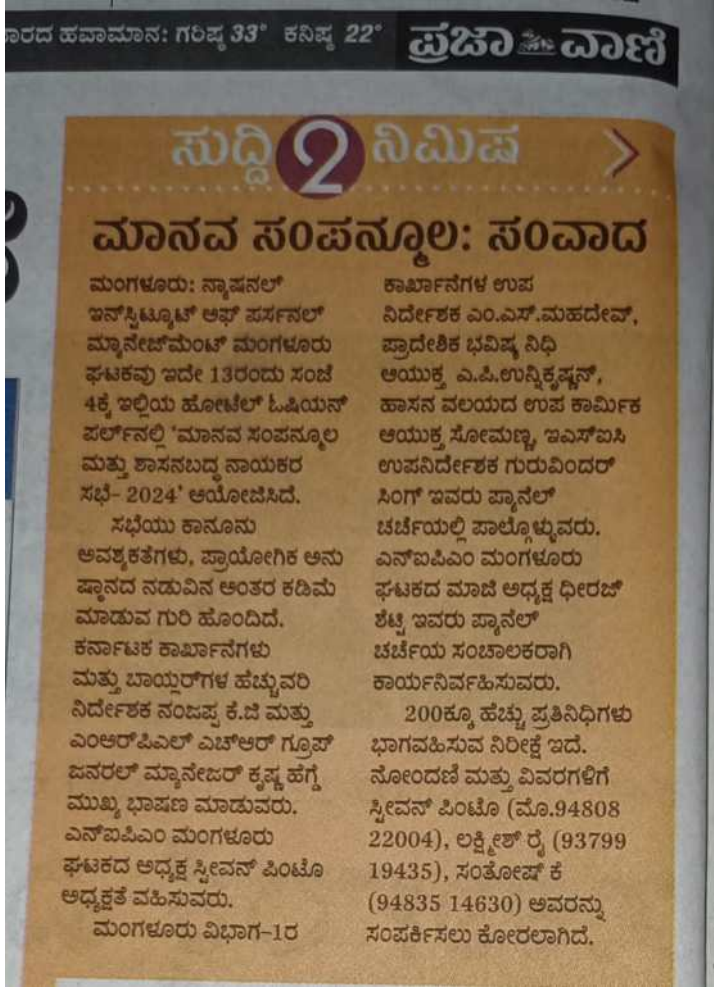 ಾರದ ಹವಾಮಾನ: ಗರಿಷ್ಠ 33° ಕನಿಷ್ಠ 22° ಪ್ರಜಾವಾಣಿ
ಸುದ್ದಿ 2 ನಿಮಿಷ
ಮಾನವ ಸಂಪನ್ಮೂಲ: ಸಂವಾದ
ಮಂಗಳೂರು: ನ್ಯಾಷನಲ್
ಇನ್‌ಸ್ಟಿಟ್ಯೂಟ್ ಆಫ್ ಪರ್ಸನಲ್
ಮ್ಯಾನೇಜ್‌ಮೆಂಟ್ ಮಂಗಳೂರು
ಘಟಕವು ಇದೇ 13ರಂದು ಸಂಜೆ
4ಕ್ಕೆ ಇಲ್ಲಿಯ ಹೋಟೆಲ್ ಓಷಿಯನ್
ಪರ್ಲ್‌ನಲ್ಲಿ 'ಮಾನವ ಸಂಪನ್ಮೂಲ
ಮತ್ತು ಶಾಸನಬದ್ಧ ನಾಯಕರ
ಸಭೆ– 2024' ಆಯೋಜಿಸಿದೆ.
ಸಭೆಯು ಕಾನೂನು
ಅವಶ್ಯಕತೆಗಳು, ಪ್ರಾಯೋಗಿಕ ಅನು
ಷ್ಠಾನದ ನಡುವಿನ ಅಂತರ ಕಡಿಮೆ
ಮಾಡುವ ಗುರಿ ಹೊಂದಿದೆ.
ಕರ್ನಾಟಕ ಕಾರ್ಖಾನೆಗಳು
ಮತ್ತು ಬಾಯ್ಲರ್‌ಗಳ ಹೆಚ್ಚುವರಿ
ನಿರ್ದೇಶಕ ನಂಜಪ್ಪ ಕೆ.ಜಿ ಮತ್ತು
ಎಂಆರ್‌ಪಿಎಲ್ ಎಚ್‌ಆರ್ ಗ್ರೂಪ್
ಜನರಲ್ ಮ್ಯಾನೇಜರ್ ಕೃಷ್ಣ ಹೆಗ್ಡೆ
ಮುಖ್ಯ ಭಾಷಣ ಮಾಡುವರು.
ಎನ್‌ಐಪಿಎಂ ಮಂಗಳೂರು
ಘಟಕದ ಅಧ್ಯಕ್ಷ ಸ್ಟೀವನ್ ಪಿಂಟೊ
ಅಧ್ಯಕ್ಷತೆ ವಹಿಸುವರು.
ಮಂಗಳೂರು ವಿಭಾಗ–1ರ
ಕಾರ್ಖಾನೆಗಳ ಉಪ
ನಿರ್ದೇಶಕ ಎಂ.ಎಸ್.ಮಹದೇವ್,
ಪ್ರಾದೇಶಿಕ ಭವಿಷ್ಯ ನಿಧಿ
ಆಯುಕ್ತ ಎ.ಪಿ.ಉನ್ನಿಕೃಷ್ಣನ್,
ಹಾಸನ ವಲಯದ ಉಪ ಕಾರ್ಮಿಕ
ಆಯುಕ್ತ ಸೋಮಣ್ಣ, ಇಎಸ್‌ಐಸಿ
ಉಪನಿರ್ದೇಶಕ ಗುರುವಿಂದರ್
ಸಿಂಗ್ ಇವರು ಪ್ಯಾನೆಲ್
ಚರ್ಚೆಯಲ್ಲಿ ಪಾಲ್ಗೊಳ್ಳುವರು.
ಎನ್‌ಐಪಿಎಂ ಮಂಗಳೂರು
ಘಟಕದ ಮಾಜಿ ಅಧ್ಯಕ್ಷ ಧೀರಜ್
ಶೆಟ್ಟಿ ಇವರು ಪ್ಯಾನೆಲ್
ಚರ್ಚೆಯ ಸಂಚಾಲಕರಾಗಿ
ಕಾರ್ಯನಿರ್ವಹಿಸುವರು.
200ಕ್ಕೂ ಹೆಚ್ಚು ಪ್ರತಿನಿಧಿಗಳು
ಭಾಗವಹಿಸುವ ನಿರೀಕ್ಷೆ ಇದೆ.
ನೋಂದಣಿ ಮತ್ತು ವಿವರಗಳಿಗೆ
ಸ್ಟೀವನ್ ಪಿಂಟೊ (ಮೊ.94808
22004), ಲಕ್ಷ್ಮೀಶ್ ರೈ (93799
19435), ಸಂತೋಷ್ ಕೆ
(94835 14630) ಅವರನ್ನು
ಸಂಪರ್ಕಿಸಲು ಕೋರಲಾಗಿದೆ.